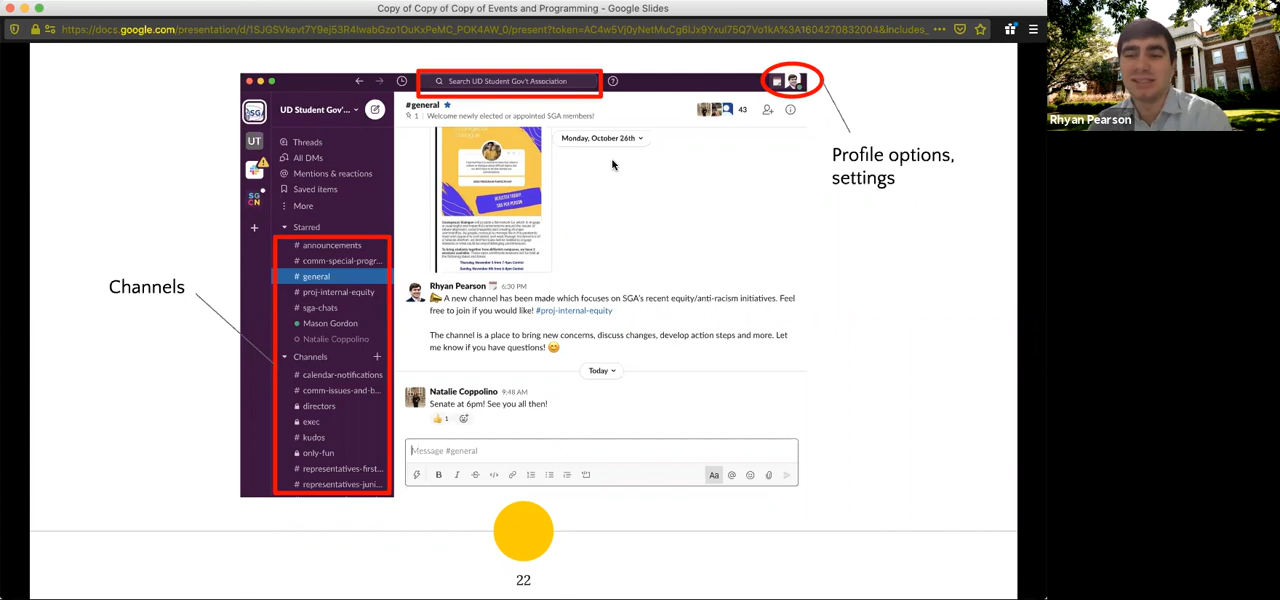 Copy of Copy of Copy of Events and Programming - Google Slides
Rhyan Pearson
Search UD Student Gov't Association
Profile options,
settings
Channels
SGA
UT
SG
CN
UD Student Gov'...
Threads
All DMs
Mentions & reactions
Saved items
More
Starred
# announcements
# comm-special-progr...
# general
# proj-internal-equity
# sga-chats
Mason Gordon
Natalie Coppolino
Channels
# calendar-notifications
# comm-issues-and-b...
directors
exec
# kudos
only-fun
# representatives-first...
# representatives-juni...
#general
1 | Welcome newly elected or appointed SGA members!
43
Monday, October 26th
Rhyan Pearson 6:30 PM
A new channel has been made which focuses on SGA's recent equity/anti-racism initiatives. Feel
free to join if you would like! #proj-internal-equity
The channel is a place to bring new concerns, discuss changes, develop action steps and more. Let
me know if you have questions!
Today
Natalie Coppolino 9:48 AM
Senate at 6pm! See you all then!
1
Message #general
B I Aa @
22